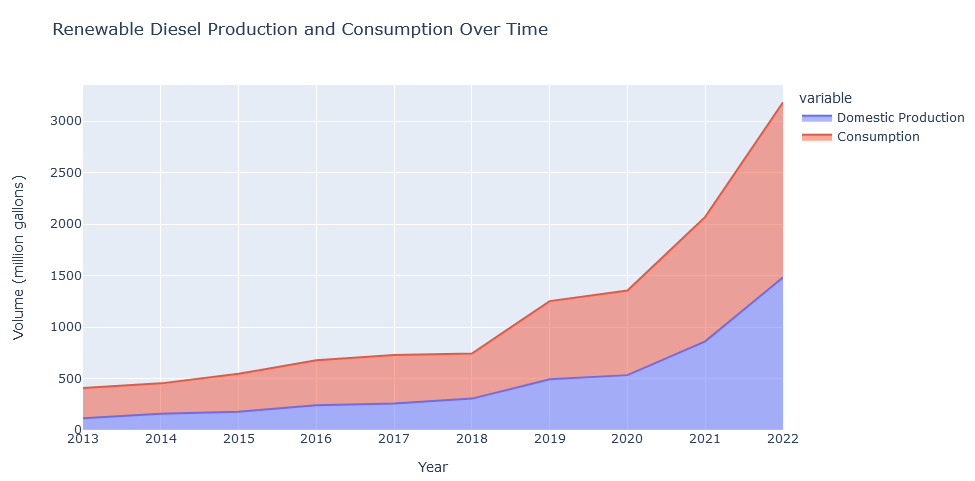 Renewable Diesel Production and Consumption Over Time
variable
Domestic Production
Consumption
3000
2500
2000
1500
1000
500
0
Volume (million gallons)
2013 2014 2015 2016 2017 2018 2019 2020 2021 2022
Year